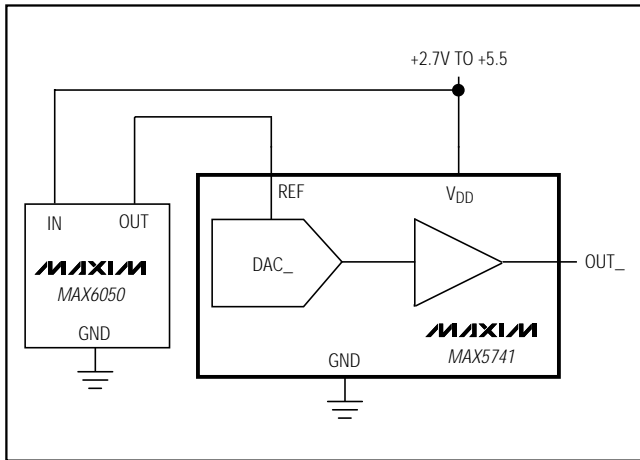 +2.7V TO +5.5
REF
VDD
IN
OUT
MAXIM
MAX6050
GND
DAC_
OUT_
MAXIM
MAX5741
GND